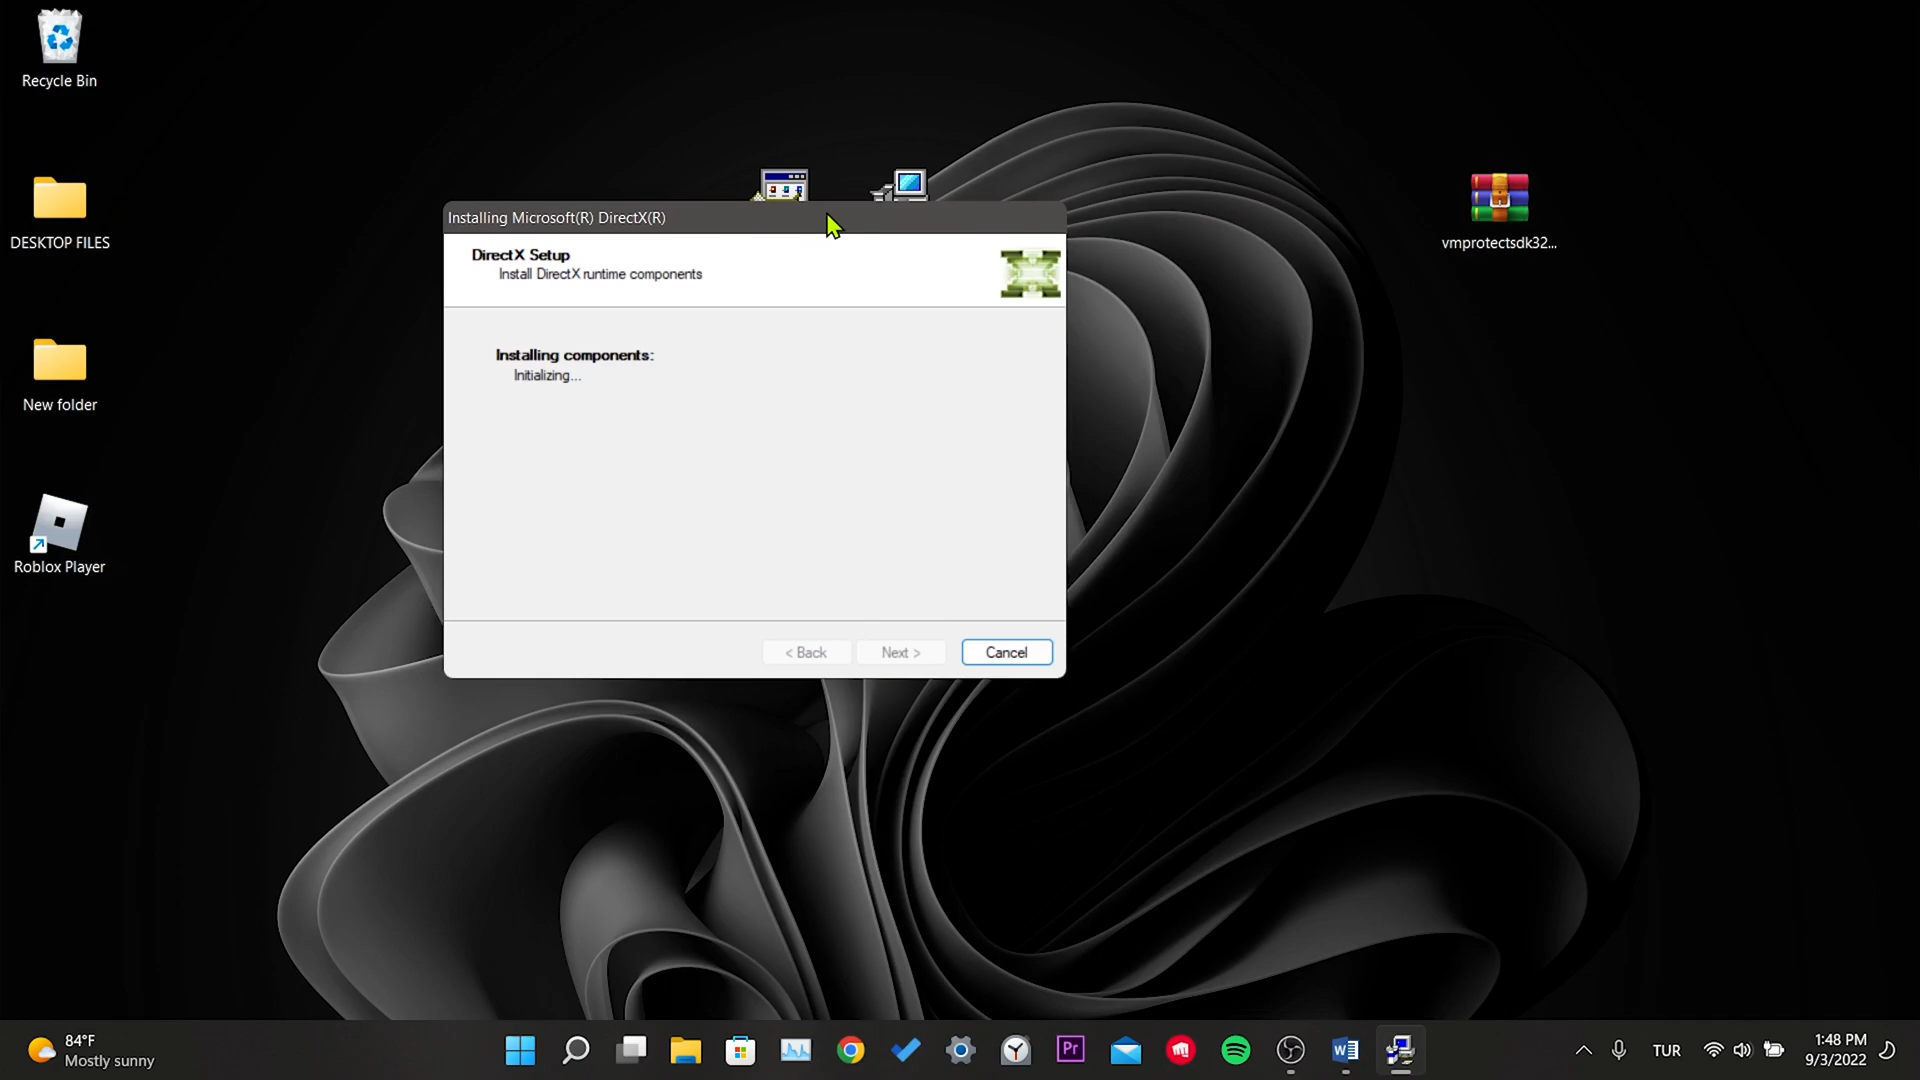 Recycle Bin
DESKTOP FILES
New folder
Roblox Player
Installing Microsoft(R) DirectX(R)
DirectX Setup
Install DirectX runtime components
Installing components:
Initializing...
< Back
Next >
Cancel
vmprotectsdk32...
84°F
Mostly sunny
Pr
W
TUR
1:48 PM
9/3/2022